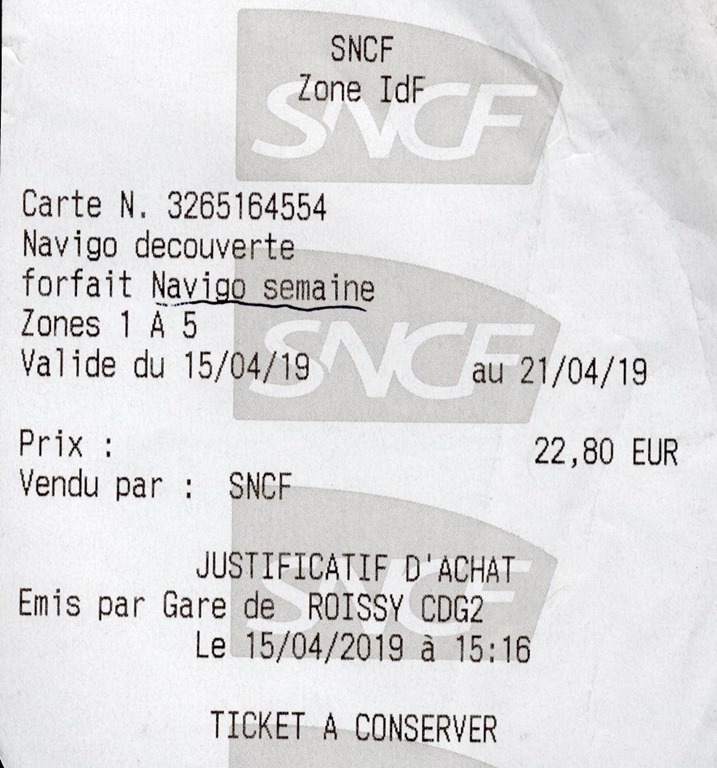 SNCF
Zone IdF
SNCF
Carte N. 3265164554
Navigo decouverte
forfait Navigo semaine
Zones 1 A 5
Valide du 15/04/19 au 21/04/19
SNCF
Prix : 22,80 EUR
Vendu par : SNCF
JUSTIFICATIF D'ACHAT
Emis par Gare de ROISSY CDG2
SNCF
Le 15/04/2019 à 15:16
TICKET A CONSERVER